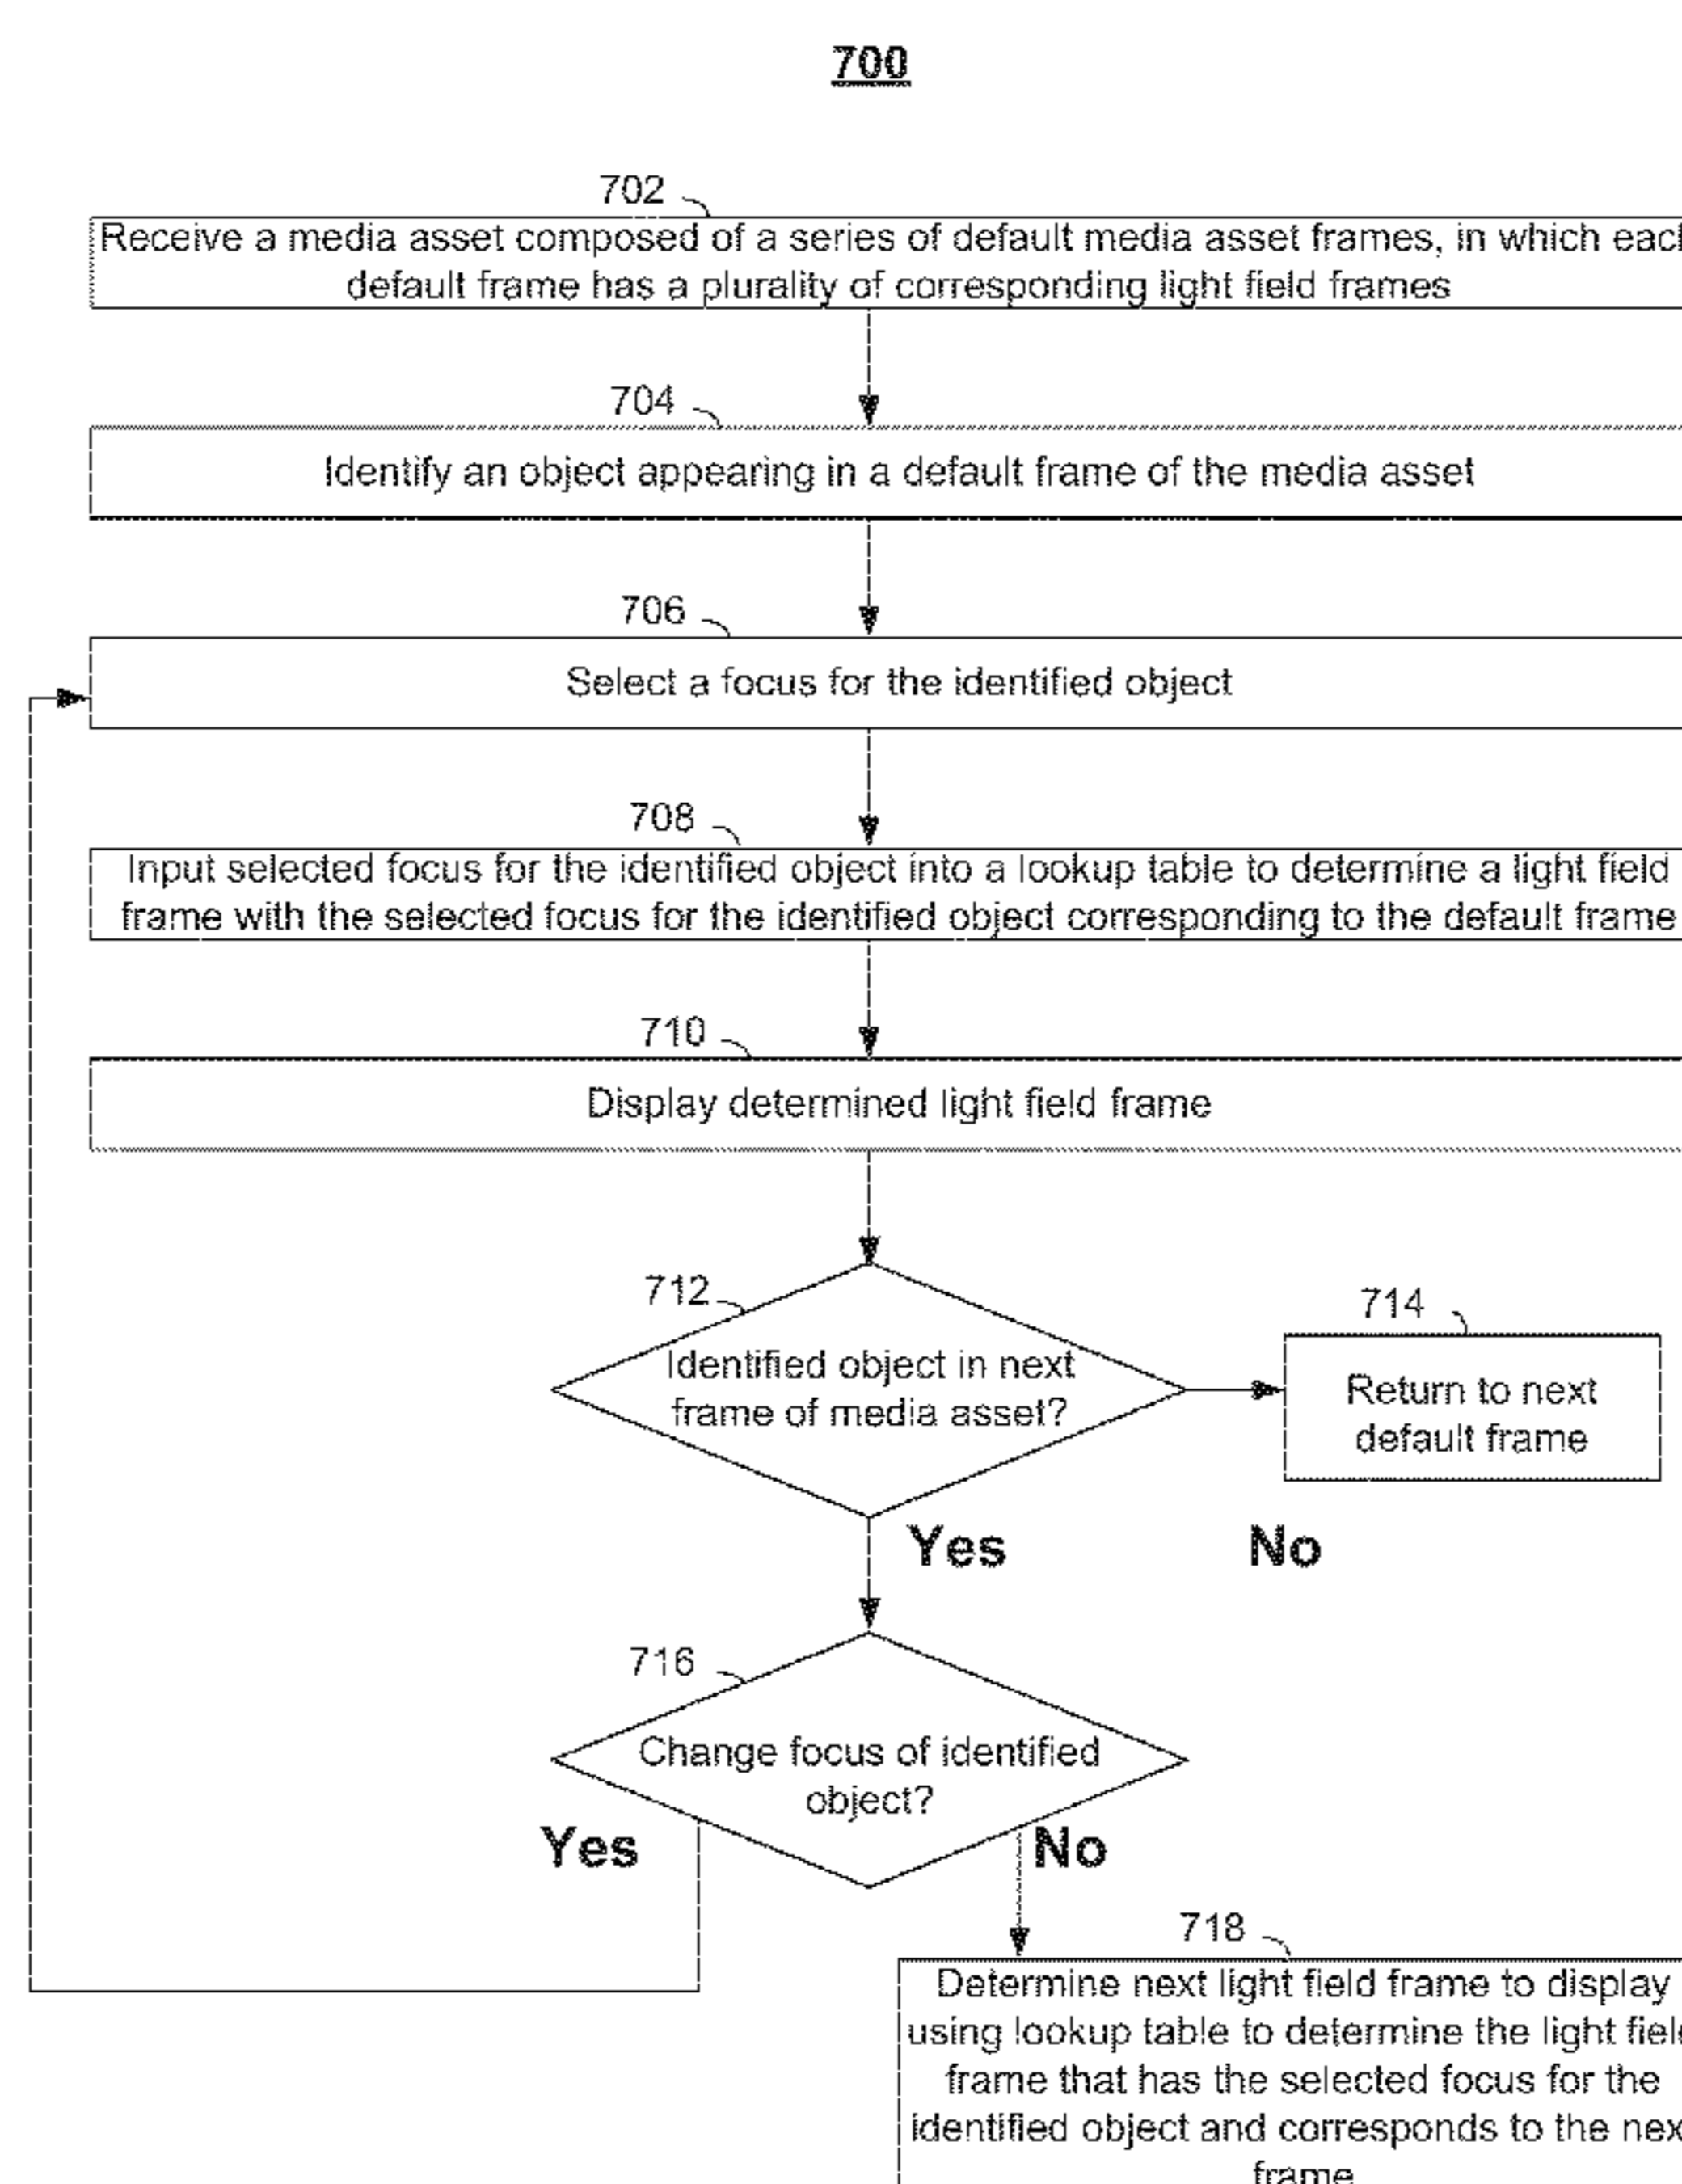 700
702
Receive a media asset composed of a series of default media asset frames, in which each
default frame has a plurality of corresponding light field frames
704
Identify an object appearing in a default frame of the media asset
706
Select a focus for the identified object
708
Input selected focus for the identified object into a lookup table to determine a light field
frame with the selected focus for the identified object corresponding to the default frame
710
Display determined light field frame
712
Identified object in next
frame of media asset?
714
Return to next
default frame
Yes
No
716
Change focus of identified
object?
Yes
No
718
Determine next light field frame to display
using lookup table to determine the light field
frame that has the selected focus for the
identified object and corresponds to the next
frame